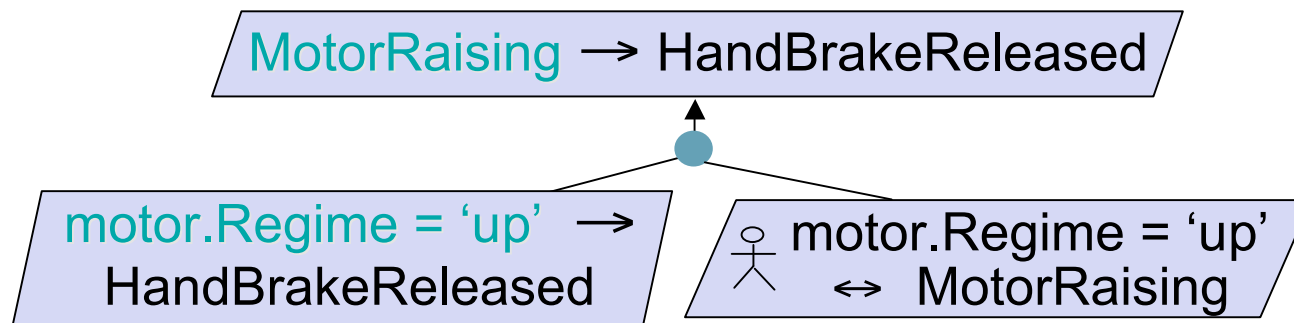 MotorRaising → HandBrakeReleased
motor.Regime = ‘up’ →
HandBrakeReleased
motor.Regime = ‘up’
↔ MotorRaising